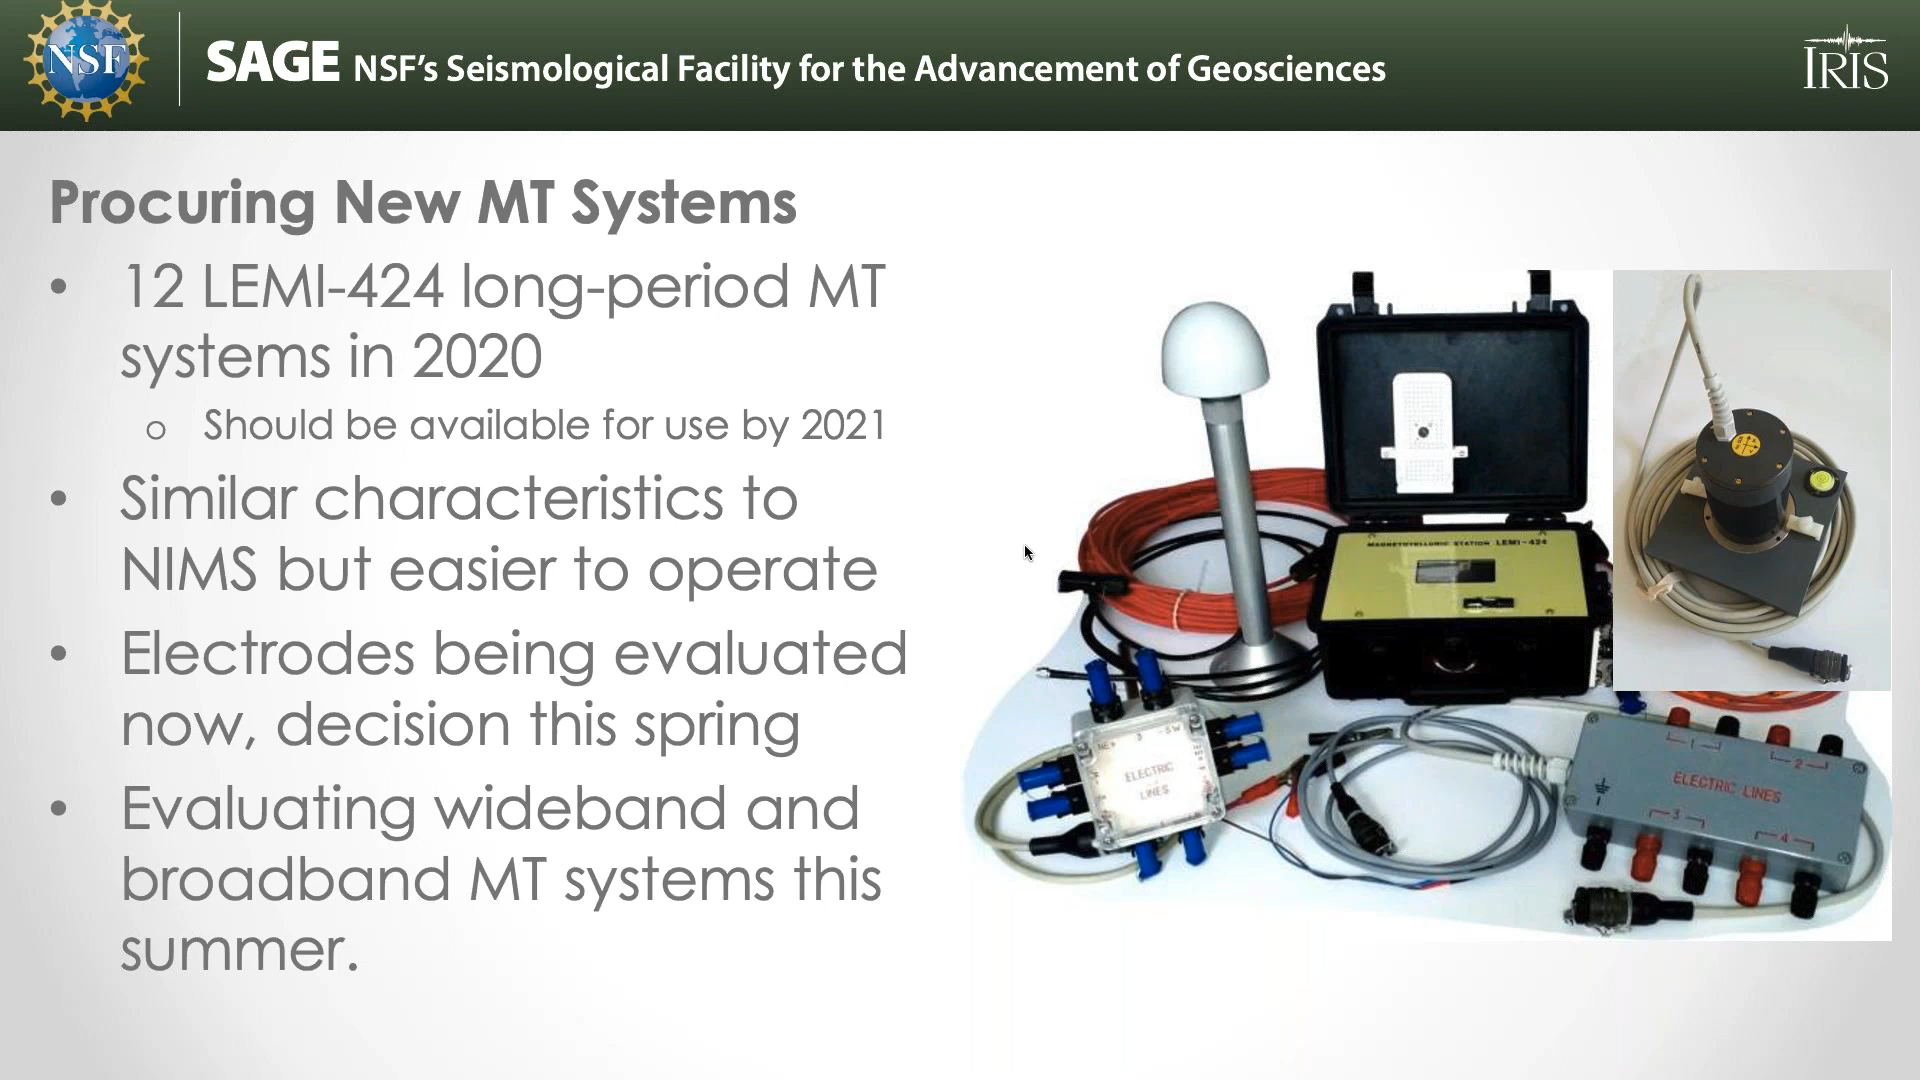 NSF
SAGE NSF's Seismological Facility for the Advancement of Geosciences
IRIS
Procuring New MT Systems
• 12 LEMI-424 long-period MT
systems in 2020
o Should be available for use by 2021
• Similar characteristics to
NIMS but easier to operate
• Electrodes being evaluated
now, decision this spring
• Evaluating wideband and
broadband MT systems this
summer.
MAGNETOTELLURIC STATION LEMI-424
ELECTRIC
LINES
ELECTRIC LINES
1
2
3
4